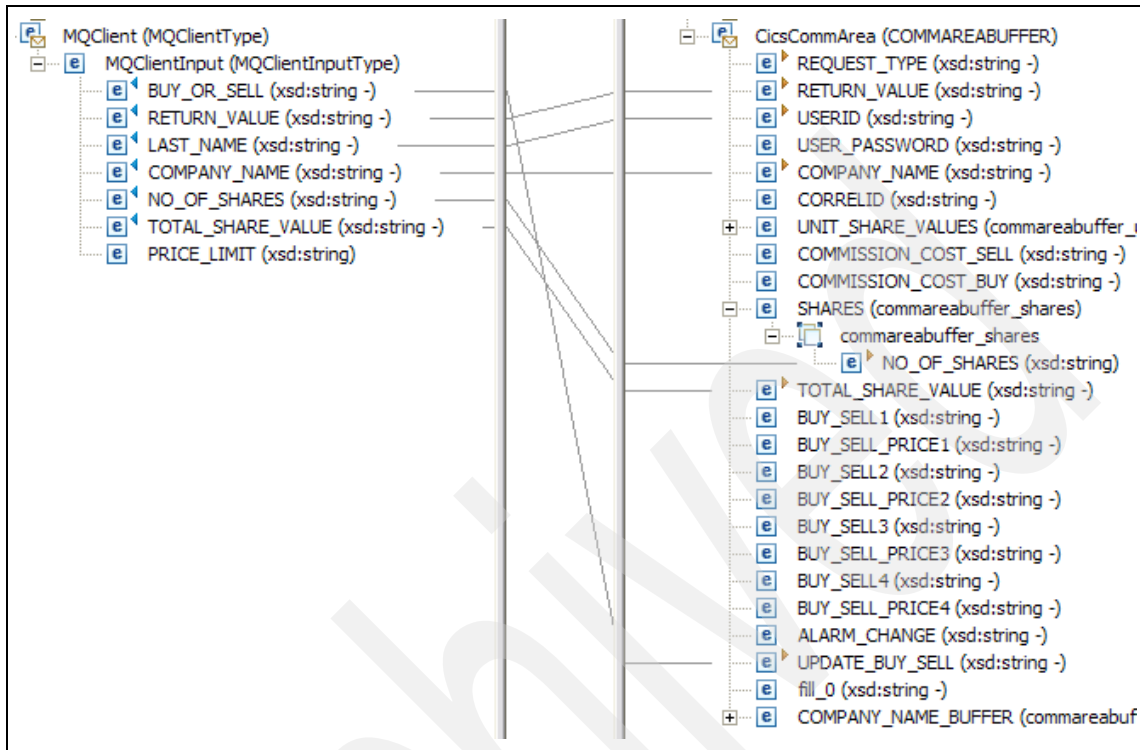 MQClient (MQClientType)
MQClientInput (MQClientInputType)
BUY_OR_SELL (xsd:string -)
RETURN_VALUE (xsd:string -)
LAST_NAME (xsd:string -)
COMPANY_NAME (xsd:string -)
NO_OF_SHARES (xsd:string -)
TOTAL_SHARE_VALUE (xsd:string -)
PRICE_LIMIT (xsd:string)
CicsCommArea (COMMAREABUFFER)
REQUEST_TYPE (xsd:string -)
RETURN_VALUE (xsd:string -)
USERID (xsd:string -)
USER_PASSWORD (xsd:string -)
COMPANY_NAME (xsd:string -)
CORRELID (xsd:string -)
UNIT_SHARE_VALUES (commareabuffer_u
COMMISSION_COST_SELL (xsd:string -)
COMMISSION_COST_BUY (xsd:string -)
SHARES (commareabuffer_shares)
commareabuffer_shares
NO_OF_SHARES (xsd:string)
TOTAL_SHARE_VALUE (xsd:string -)
BUY_SELL1 (xsd:string -)
BUY_SELL_PRICE1 (xsd:string -)
BUY_SELL2 (xsd:string -)
BUY_SELL_PRICE2 (xsd:string -)
BUY_SELL3 (xsd:string -)
BUY_SELL_PRICE3 (xsd:string -)
BUY_SELL4 (xsd:string -)
BUY_SELL_PRICE4 (xsd:string -)
ALARM_CHANGE (xsd:string -)
UPDATE_BUY_SELL (xsd:string -)
fill_0 (xsd:string -)
COMPANY_NAME_BUFFER (commareabuf